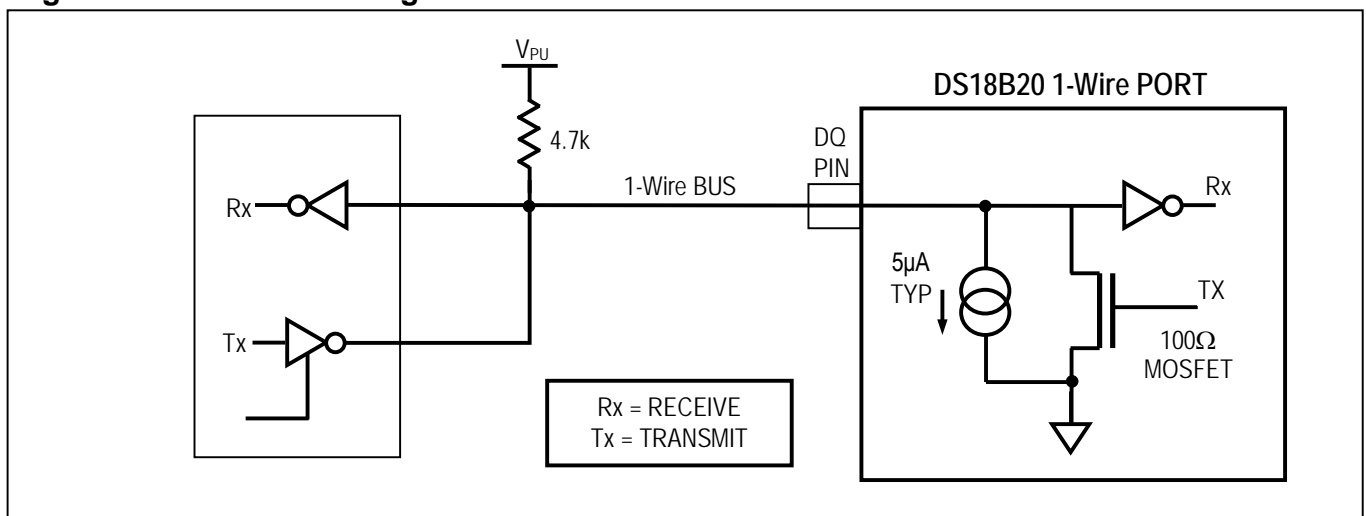 V_PU
4.7k
DS18B20 1-Wire PORT
DQ
PIN
1-Wire BUS
Rx
Rx
5µA
TYP
TX
100Ω
MOSFET
Tx
Rx = RECEIVE
Tx = TRANSMIT